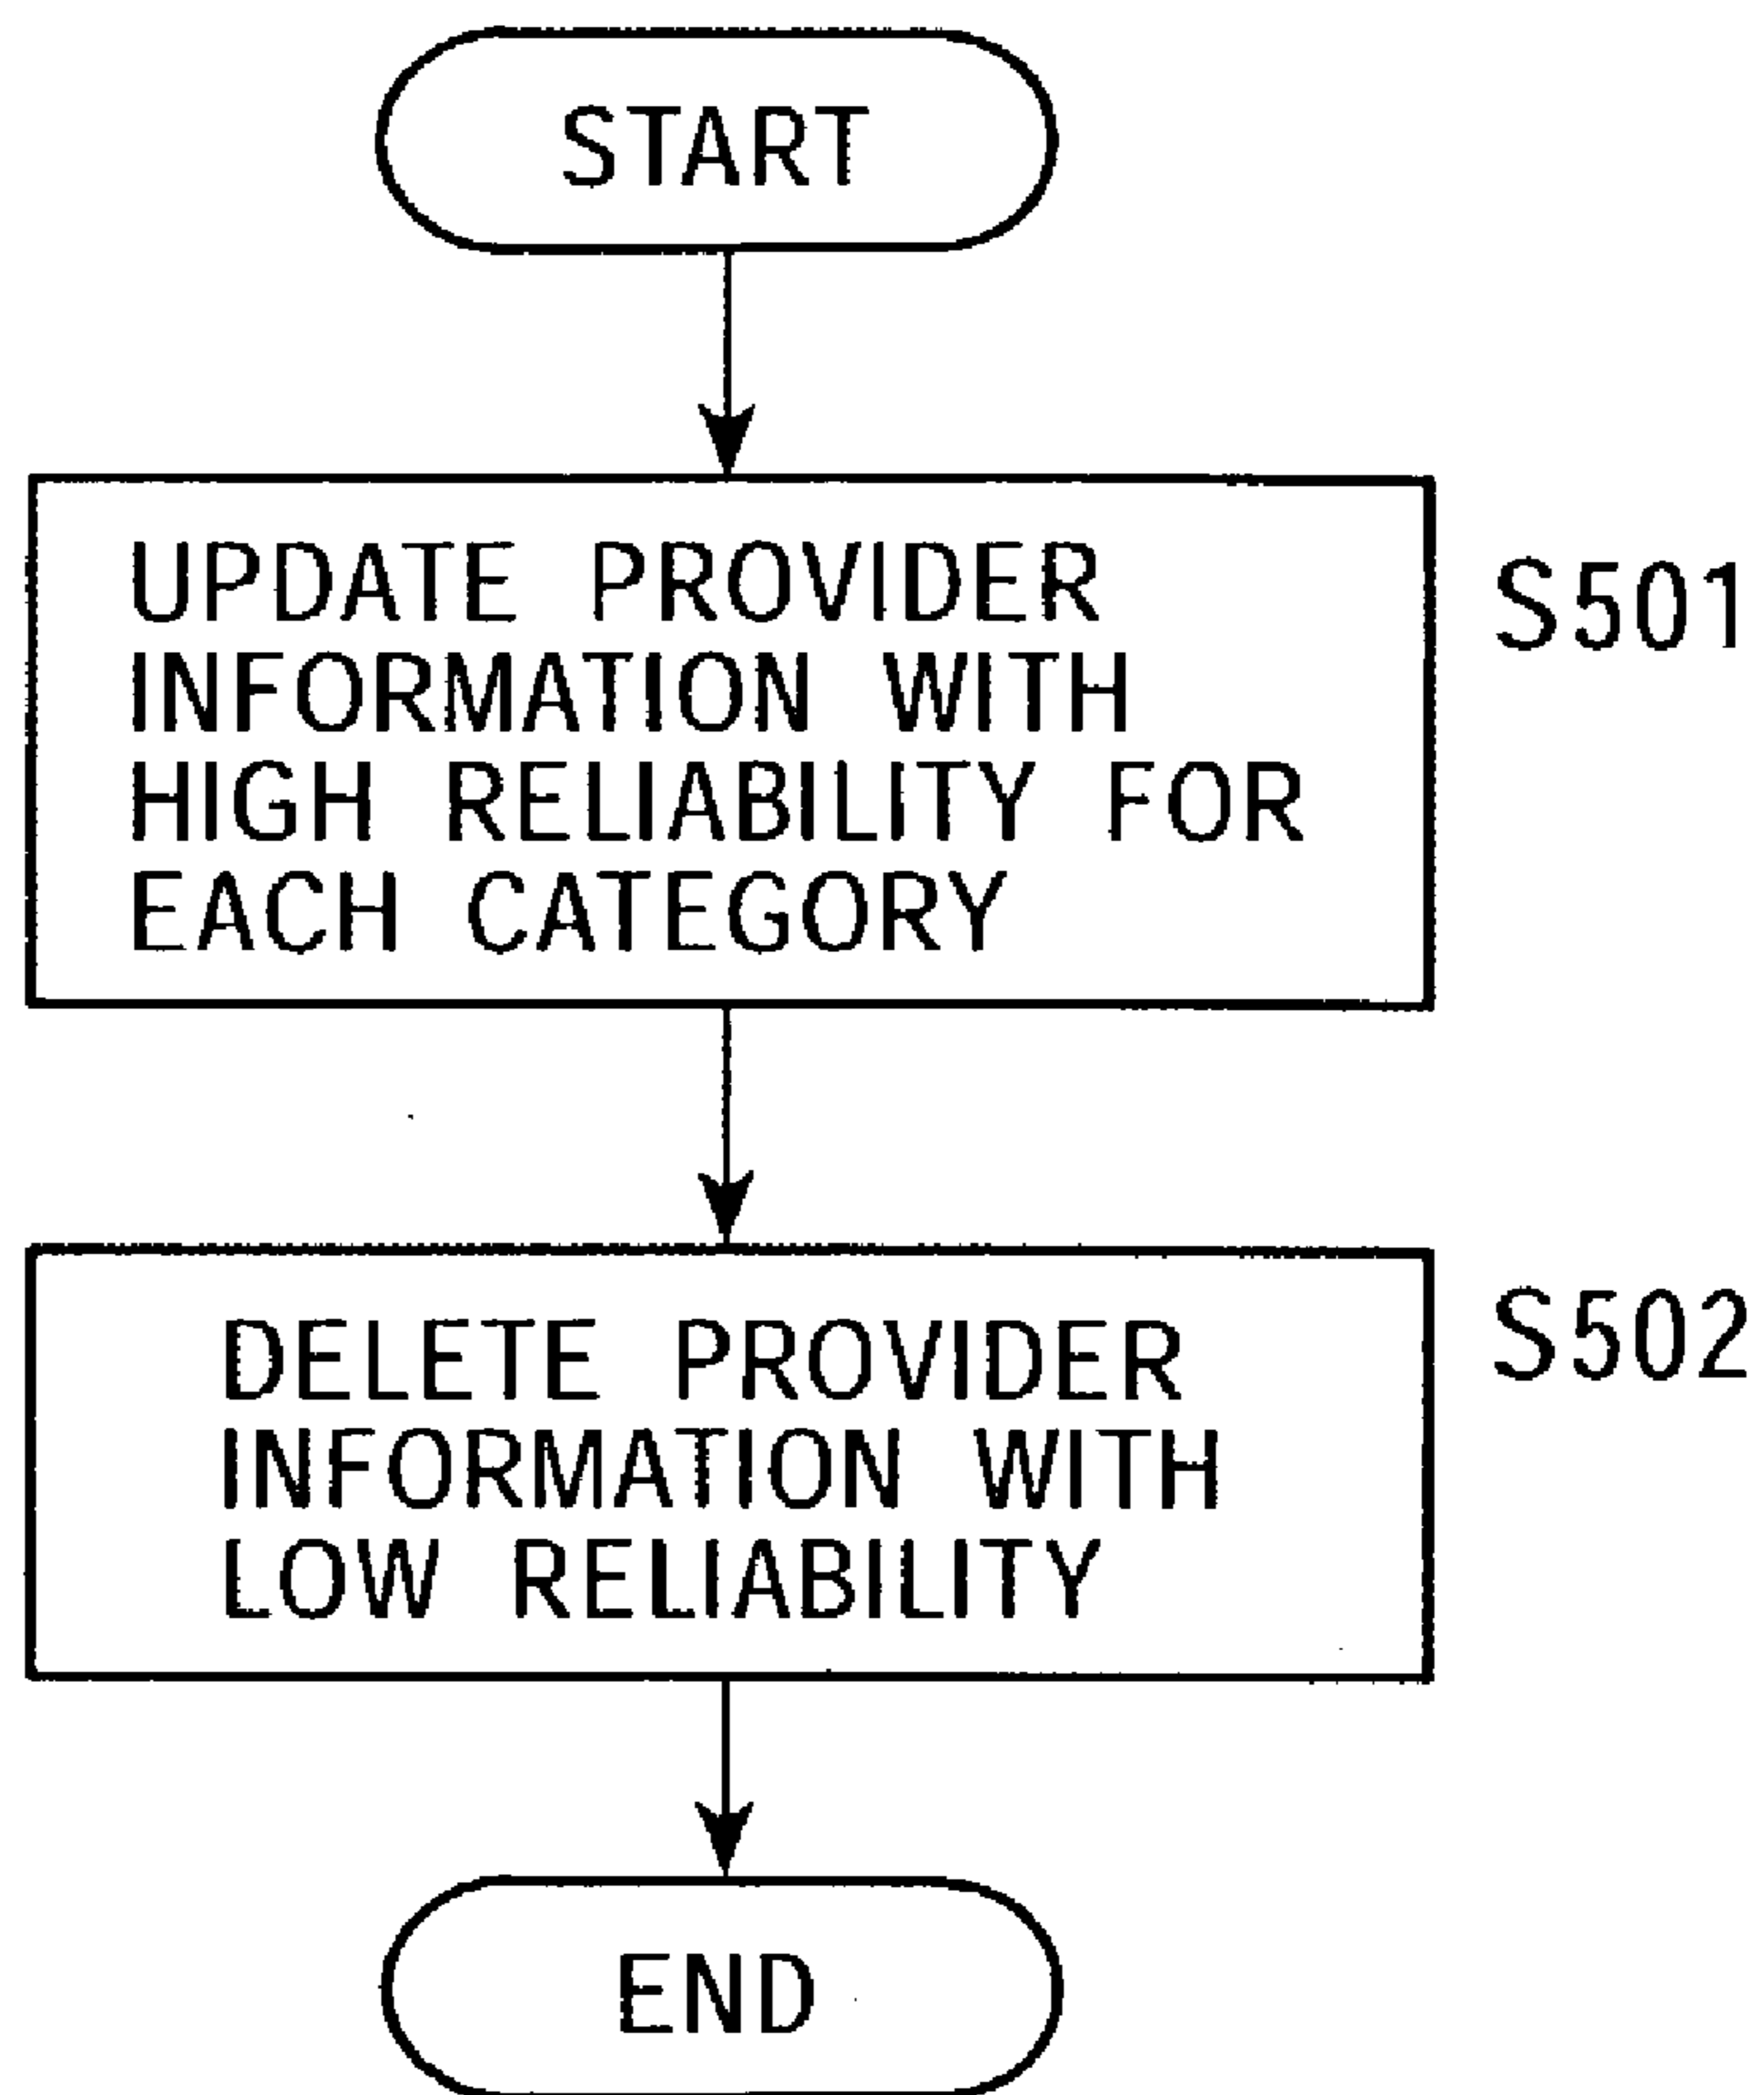 START
UPDATE PROVIDER
INFORMATION WITH
HIGH RELIABILITY FOR
EACH CATEGORY
S501
DELETE PROVIDER
INFORMATION WITH
LOW RELIABILITY
S502
END